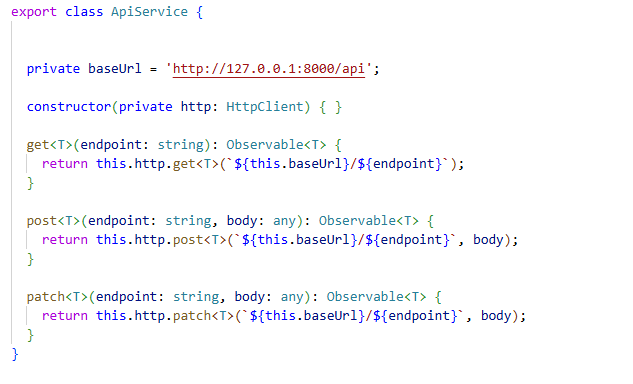 export class ApiService {
  private baseUrl = 'http://127.0.0.1:8000/api';
  constructor(private http: HttpClient) { }
  get<T>(endpoint: string): Observable<T> {
    return this.http.get<T>(`${this.baseUrl}/${endpoint}`);
  }
  post<T>(endpoint: string, body: any): Observable<T> {
    return this.http.post<T>(`${this.baseUrl}/${endpoint}`, body);
  }
  patch<T>(endpoint: string, body: any): Observable<T> {
    return this.http.patch<T>(`${this.baseUrl}/${endpoint}`, body);
  }
}